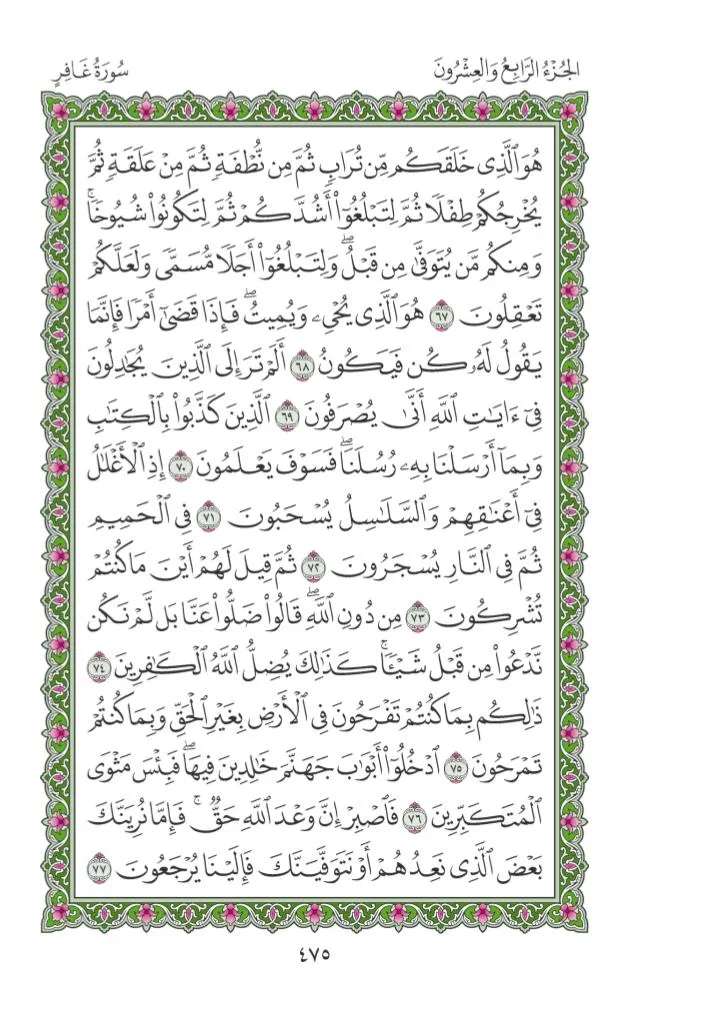 الجُزْءُ الرَّابِعُ وَالعِشْرُونَ
سُورَةُ غَافِرٍ
هُوَ ٱلَّذِى خَلَقَكُم مِّن تُرَابٍ ثُمَّ مِن نُّطْفَةٍ ثُمَّ مِنْ عَلَقَةٍ ثُمَّ
يُخْرِجُكُمْ طِفْلًا ثُمَّ لِتَبْلُغُوٓا۟ أَشُدَّكُمْ ثُمَّ لِتَكُونُوا۟ شُيُوخًا ۚ
وَمِنكُم مَّن يُتَوَفَّىٰ مِن قَبْلُ ۖ وَلِتَبْلُغُوٓا۟ أَجَلًا مُّسَمًّى وَلَعَلَّكُمْ
تَعْقِلُونَ ٦٧ هُوَ ٱلَّذِى يُحْىِۦ وَيُمِيتُ ۖ فَإِذَا قَضَىٰٓ أَمْرًا فَإِنَّمَا
يَقُولُ لَهُۥ كُن فَيَكُونُ ٦٨ أَلَمْ تَرَ إِلَى ٱلَّذِينَ يُجَٰدِلُونَ
فِىٓ ءَايَٰتِ ٱللَّهِ أَنَّىٰ يُصْرَفُونَ ٦٩ ٱلَّذِينَ كَذَّبُوا۟ بِٱلْكِتَٰبِ
وَبِمَآ أَرْسَلْنَا بِهِۦ رُسُلَنَا ۖ فَسَوْفَ يَعْلَمُونَ ٧٠ إِذِ ٱلْأَغْلَٰلُ
فِىٓ أَعْنَٰقِهِمْ وَٱلسَّلَٰسِلُ يُسْحَبُونَ ٧١ فِى ٱلْحَمِيمِ
ثُمَّ فِى ٱلنَّارِ يُسْجَرُونَ ٧٢ ثُمَّ قِيلَ لَهُمْ أَيْنَ مَا كُنتُمْ
تُشْرِكُونَ ٧٣ مِن دُونِ ٱللَّهِ ۖ قَالُوا۟ ضَلُّوا۟ عَنَّا بَل لَّمْ نَكُن
نَّدْعُوا۟ مِن قَبْلُ شَيْـًٔا ۚ كَذَٰلِكَ يُضِلُّ ٱللَّهُ ٱلْكَٰفِرِينَ ٧٤
ذَٰلِكُم بِمَا كُنتُمْ تَفْرَحُونَ فِى ٱلْأَرْضِ بِغَيْرِ ٱلْحَقِّ وَبِمَا كُنتُمْ
تَمْرَحُونَ ٧٥ ٱدْخُلُوٓا۟ أَبْوَٰبَ جَهَنَّمَ خَٰلِدِينَ فِيهَا ۖ فَبِئْسَ مَثْوَى
ٱلْمُتَكَبِّرِينَ ٧٦ فَٱصْبِرْ إِنَّ وَعْدَ ٱللَّهِ حَقٌّ ۚ فَإِمَّا نُرِيَنَّكَ
بَعْضَ ٱلَّذِى نَعِدُهُمْ أَوْ نَتَوَفَّيَنَّكَ فَإِلَيْنَا يُرْجَعُونَ ٧٧
٤٧٥